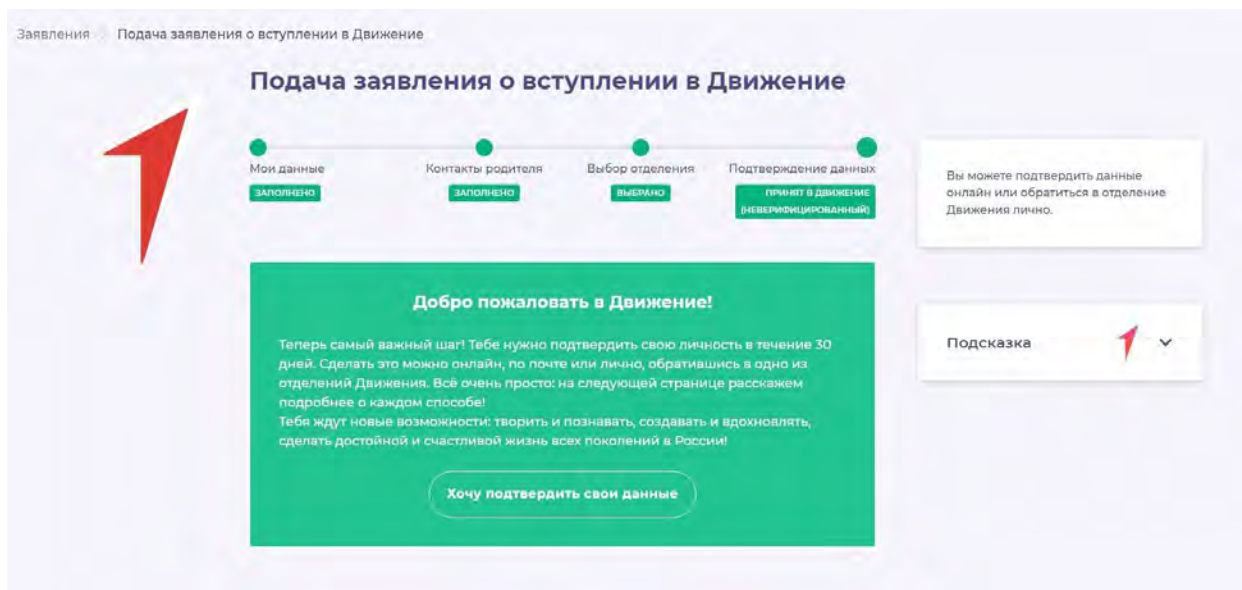 Заявления Подача заявления о вступлении в Движение
Подача заявления о вступлении в Движение
Мои данные
ЗАПОЛНЕНО
Контакты родителя
ЗАПОЛНЕНО
Выбор отделения
ВЫБРАНО
Подтверждение данных
ПРИНЯТ В ДВИЖЕНИЕ
(НЕВЕРИФИЦИРОВАННЫЙ)
Вы можете подтвердить данные
онлайн или обратиться в отделение
Движения лично.
Добро пожаловать в Движение!
Теперь самый важный шаг! Тебе нужно подтвердить свою личность в течение 30
дней. Сделать это можно онлайн, по почте или лично, обратившись в одно из
отделений Движения. Всё очень просто: на следующей странице расскажем
подробнее о каждом способе!
Тебя ждут новые возможности: творить и познавать, создавать и вдохновлять,
сделать достойной и счастливой жизнь всех поколений в России!
Хочу подтвердить свои данные
Подсказка